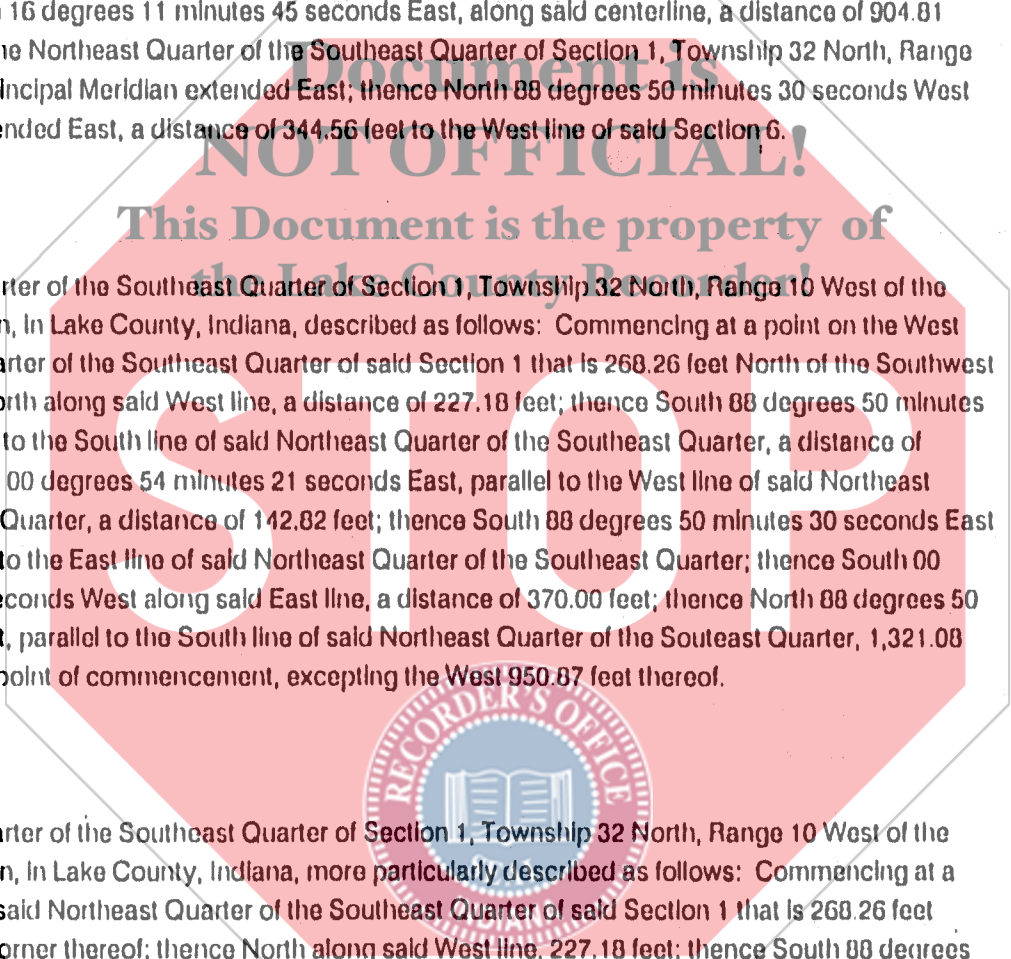 16 degrees 11 minutes 45 seconds East, along said centerline, a distance of 904.81
Northeast Quarter of the Southeast Quarter of Section 1, Township 32 North, Range
Meridian extended East; thence North 88 degrees 50 minutes 30 seconds West
East, a distance of 344.56 feet to the West line of said Section 6.
Document is
NOT OFFICIAL!
This Document is the property of
the Lake County Recorder!
of the Southeast Quarter of Section 1, Township 32 North, Range 10 West of the
In Lake County, Indiana, described as follows: Commencing at a point on the West
of the Southeast Quarter of said Section 1 that is 268.26 feet North of the Southwest
along said West line, a distance of 227.18 feet; thence South 88 degrees 50 minutes
to the South line of said Northeast Quarter of the Southeast Quarter, a distance of
00 degrees 54 minutes 21 seconds East, parallel to the West line of said Northeast
Quarter, a distance of 142.82 feet; thence South 88 degrees 50 minutes 30 seconds East
to the East line of said Northeast Quarter of the Southeast Quarter; thence South 00
West along said East line, a distance of 370.00 feet; thence North 88 degrees 50
, parallel to the South line of said Northeast Quarter of the Souteast Quarter, 1,321.08
of commencement, excepting the West 950.87 feet thereof.
STOP
RECORDER'S OFFICE
of the Southeast Quarter of Section 1, Township 32 North, Range 10 West of the
In Lake County, Indiana, more particularly described as follows: Commencing at a
said Northeast Quarter of the Southeast Quarter of said Section 1 that is 268.26 feet
INDIANA
thereof; thence North along said West line, 227.18 feet; thence South 88 degrees